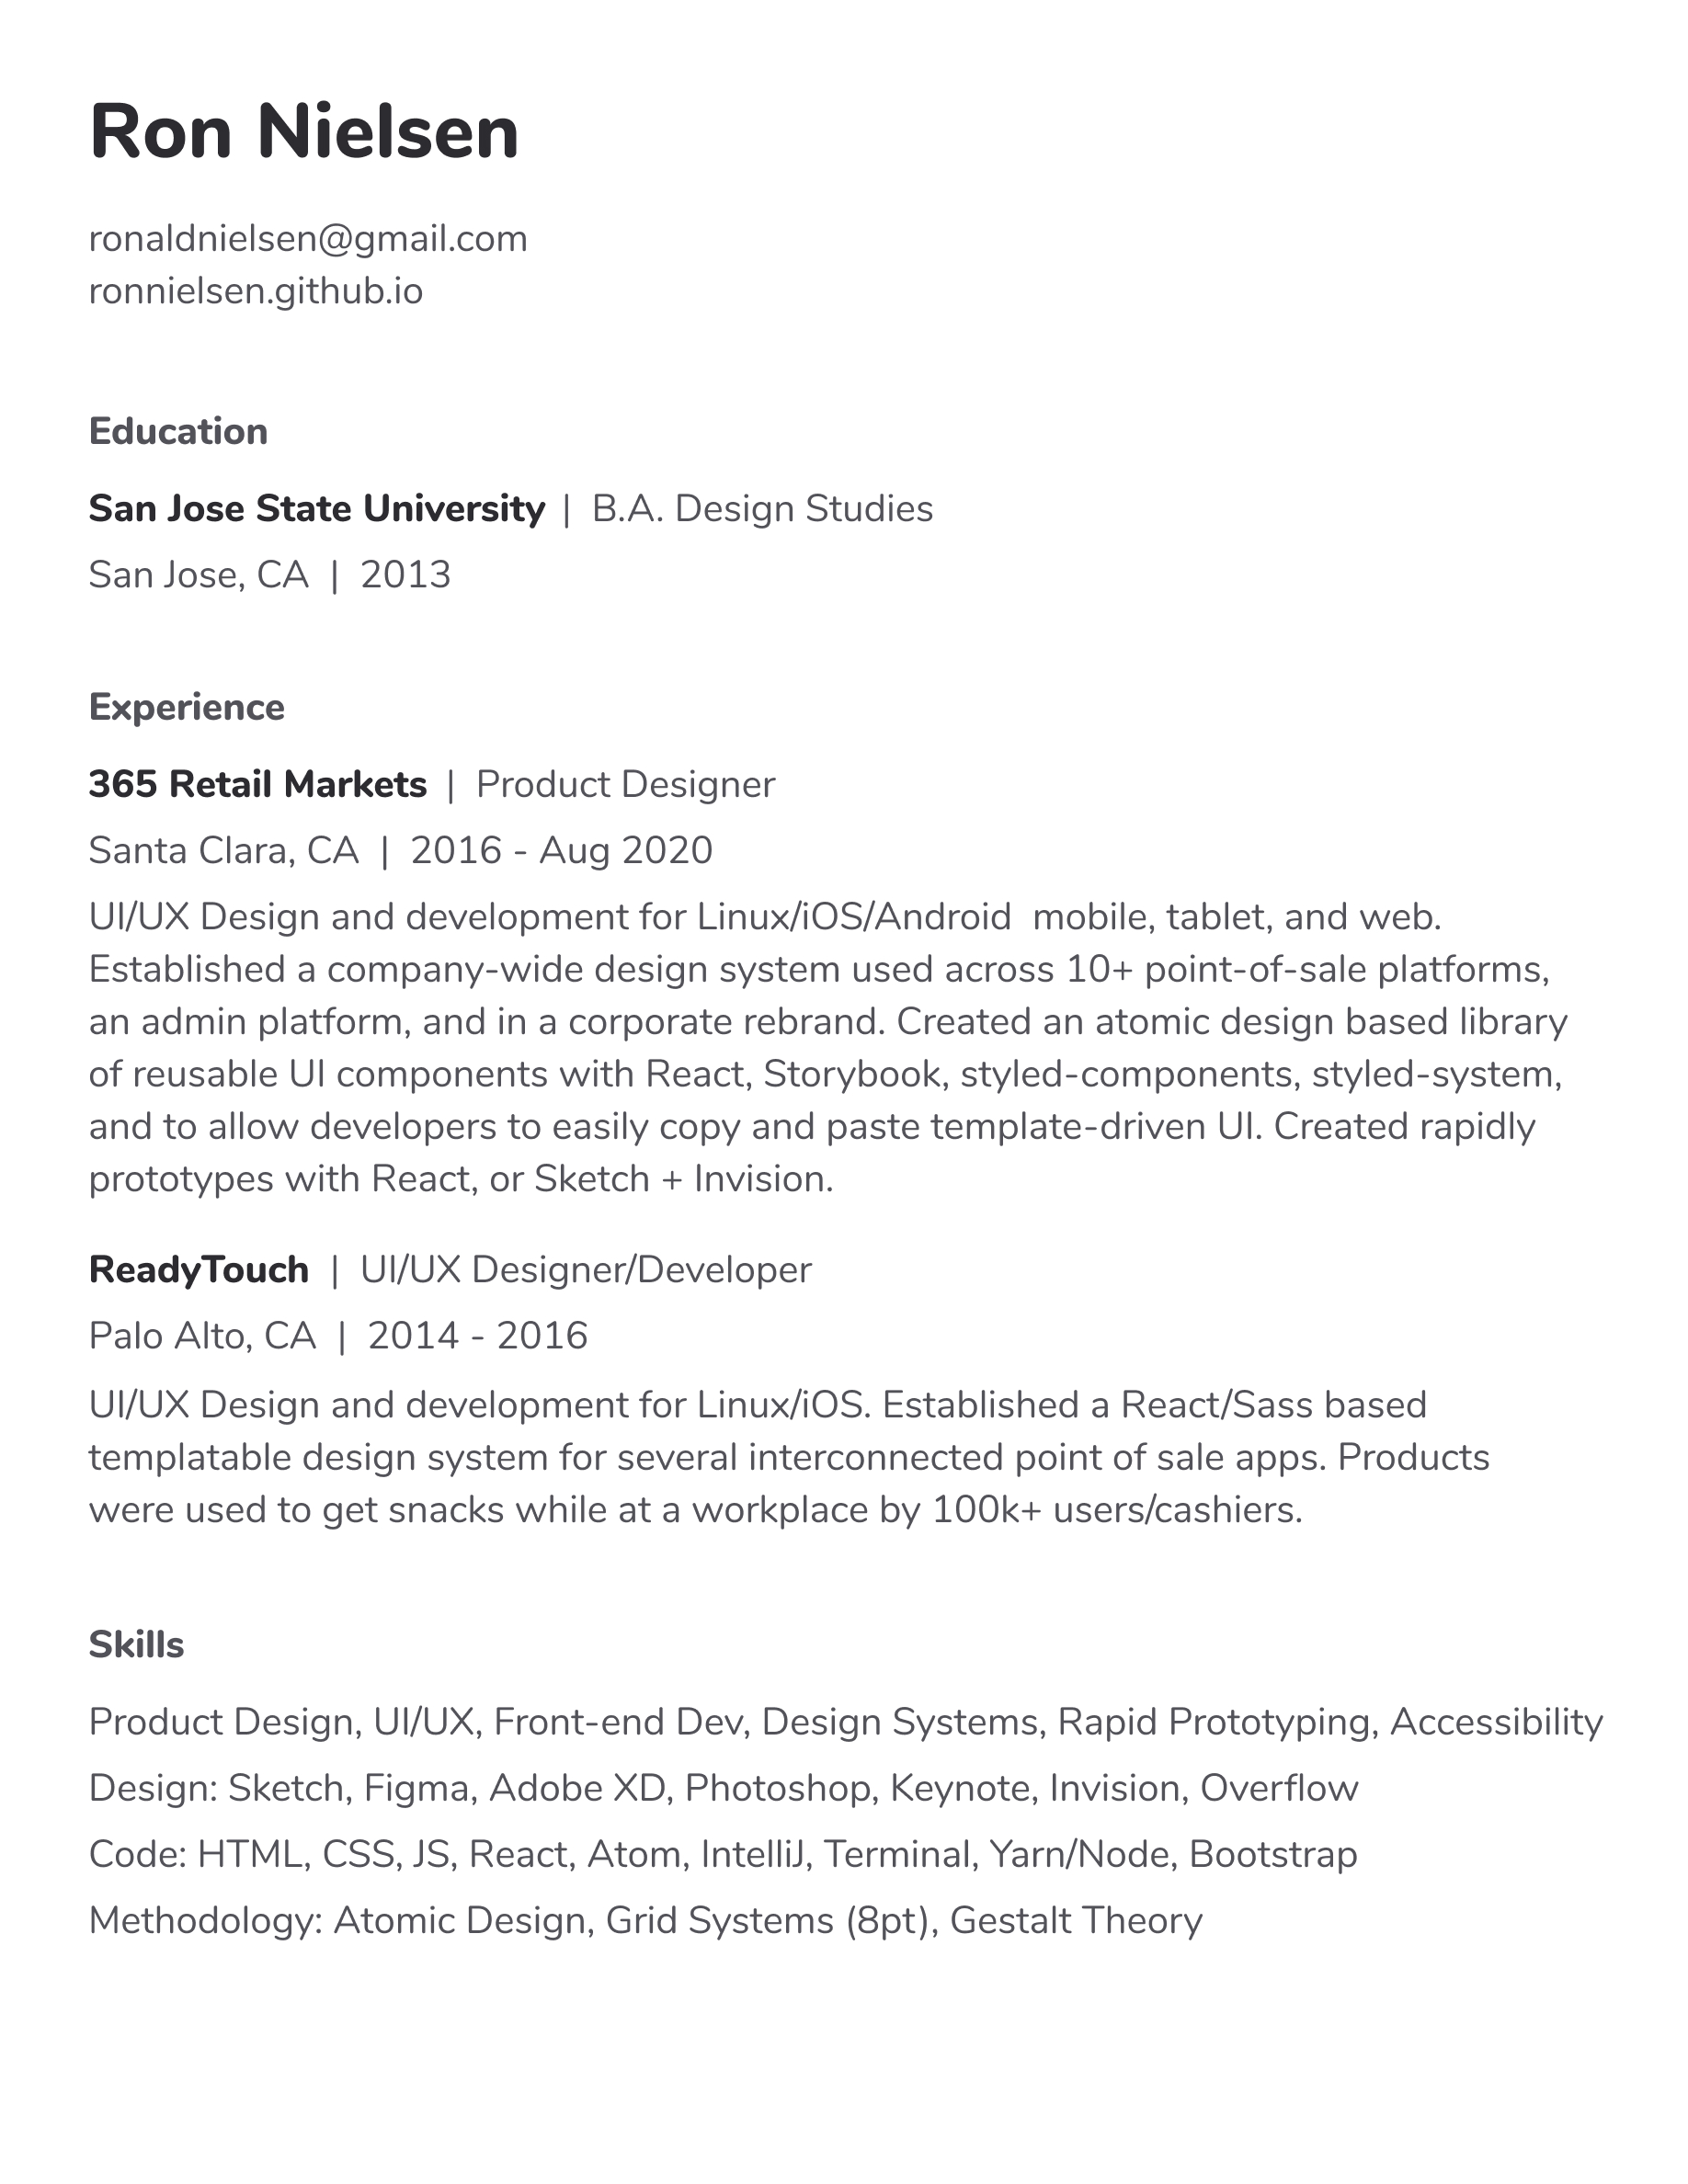 Ron Nielsen
ronaldnielsen@gmail.com
ronnielsen.github.io
Education
San Jose State University | B.A. Design Studies
San Jose, CA | 2013
Experience
365 Retail Markets | Product Designer
Santa Clara, CA | 2016 - Aug 2020
UI/UX Design and development for Linux/iOS/Android  mobile, tablet, and web.
Established a company-wide design system used across 10+ point-of-sale platforms,
an admin platform, and in a corporate rebrand. Created an atomic design based library
of reusable UI components with React, Storybook, styled-components, styled-system,
and to allow developers to easily copy and paste template-driven UI. Created rapidly
prototypes with React, or Sketch + Invision.
ReadyTouch | UI/UX Designer/Developer
Palo Alto, CA | 2014 - 2016
UI/UX Design and development for Linux/iOS. Established a React/Sass based
templatable design system for several interconnected point of sale apps. Products
were used to get snacks while at a workplace by 100k+ users/cashiers.
Skills
Product Design, UI/UX, Front-end Dev, Design Systems, Rapid Prototyping, Accessibility
Design: Sketch, Figma, Adobe XD, Photoshop, Keynote, Invision, Overflow
Code: HTML, CSS, JS, React, Atom, IntelliJ, Terminal, Yarn/Node, Bootstrap
Methodology: Atomic Design, Grid Systems (8pt), Gestalt Theory